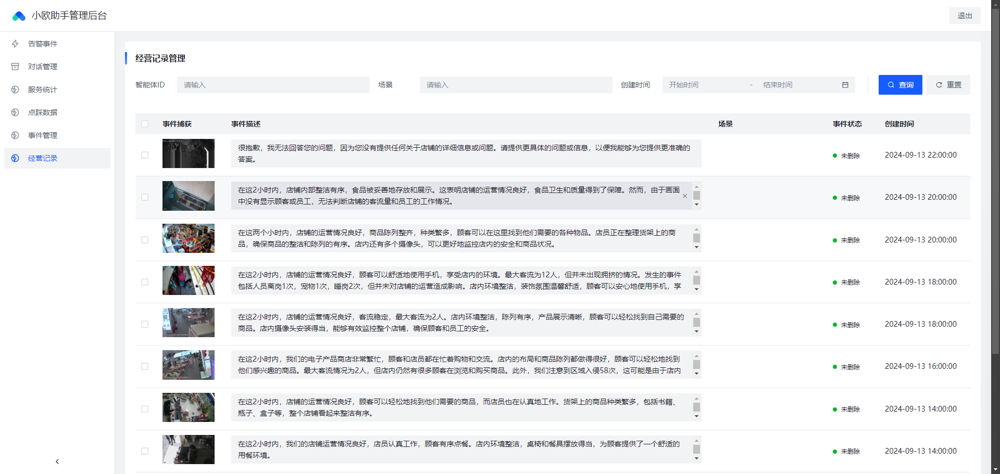 小欧助手管理后台
退出
告警事件
对话管理
服务统计
点踩数据
事件管理
经营记录
经营记录管理
智能体ID 请输入 场景 请输入 创建时间 开始时间 - 结束时间 查询 重置
事件捕获 事件描述 场景 事件状态 创建时间
很抱歉，我无法回答您的问题，因为您没有提供任何关于店铺的详细信息或问题。请提供更具体的问题或信息，以便我能够为您提供更准确的
答案。
未删除 2024-09-13 22:00:00
在这2小时内，店铺内部整洁有序，食品被妥善地存放和展示。这表明店铺的运营情况良好，食品卫生和质量得到了保障。然而，由于画面
中没有显示顾客或员工，无法判断店铺的客流量和员工的工作情况。
未删除 2024-09-13 20:00:00
在这两个小时内，店铺的运营情况良好，商品陈列整齐，种类繁多，顾客可以在这里找到他们需要的各种物品。店员正在整理货架上的商
品，确保商品的整洁和陈列的有序。店内还有多个摄像头，可以更好地监控店内的安全和商品状况。
未删除 2024-09-13 20:00:00
在这2小时内，店铺的运营情况良好，顾客可以舒适地使用手机，享受店内的环境。最大客流为12人，但并未出现拥挤的情况。发生的事件
包括人员离岗1次，宠物1次，睡岗2次，但并未对店铺的运营造成影响。店内环境整洁，装饰氛围温馨舒适，顾客可以安心地使用手机，享
未删除 2024-09-13 18:00:00
在这2小时内，店铺的运营情况良好，客流稳定，最大客流为2人。店内环境整洁，陈列有序，产品展示清晰，顾客可以轻松找到自己需要的
商品。店内摄像头安装得当，能够有效监控整个店铺，确保顾客和员工的安全。
未删除 2024-09-13 18:00:00
在这2小时内，我们的电子产品商店非常繁忙，顾客和店员都在忙着购物和交流。店内的布局和商品陈列都做得很好，顾客可以轻松地找到
他们感兴趣的商品。最大客流情况为2人，但店内仍然有很多顾客在浏览和购买商品。此外，我们注意到区域入侵58次，这可能是由于店内
未删除 2024-09-13 16:00:00
在这2小时内，店铺的运营情况良好，顾客可以轻松地找到他们需要的商品，而店员也在认真地工作。货架上的商品种类繁多，包括书籍、
瓶子、盒子等，整个店铺看起来整洁有序。
未删除 2024-09-13 14:00:00
在这2小时内，我们的店铺运营情况良好，店员认真工作，顾客有序点餐。店内环境整洁，桌椅和餐具摆放得当，为顾客提供了一个舒适的
用餐环境。
未删除 2024-09-13 14:00:00